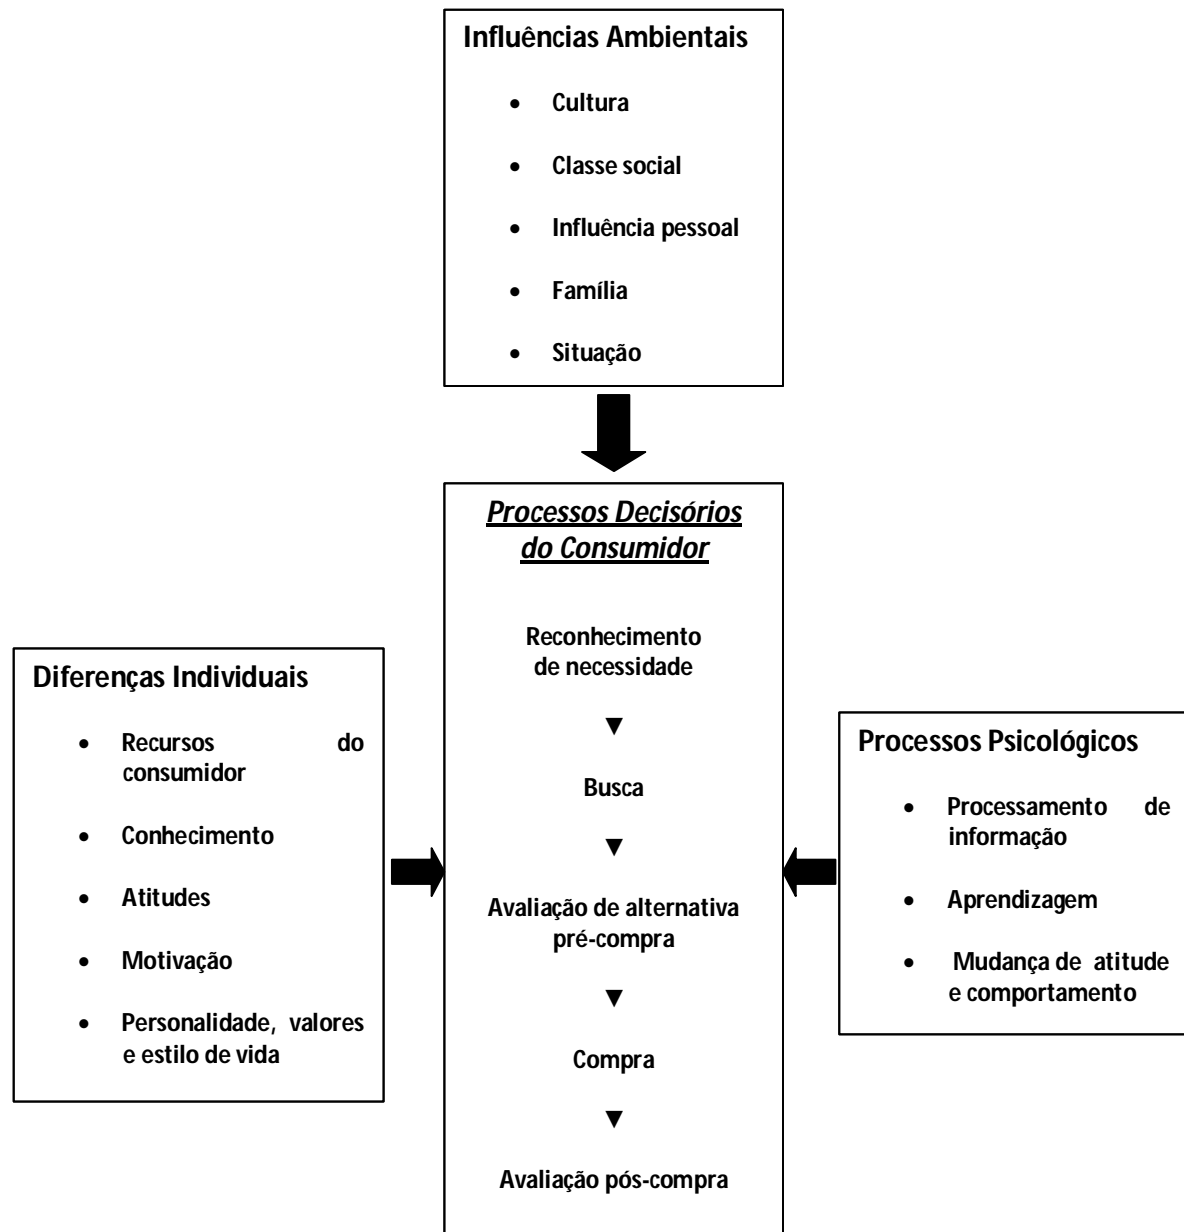 Influências Ambientais
• Cultura
• Classe social
• Influência pessoal
• Família
• Situação
Processos Decisórios
do Consumidor
Reconhecimento
de necessidade
▼
Busca
▼
Avaliação de alternativa
pré-compra
▼
Compra
▼
Avaliação pós-compra
Diferenças Individuais
• Recursos do
consumidor
• Conhecimento
• Atitudes
• Motivação
• Personalidade, valores
e estilo de vida
Processos Psicológicos
• Processamento de
informação
• Aprendizagem
• Mudança de atitude
e comportamento